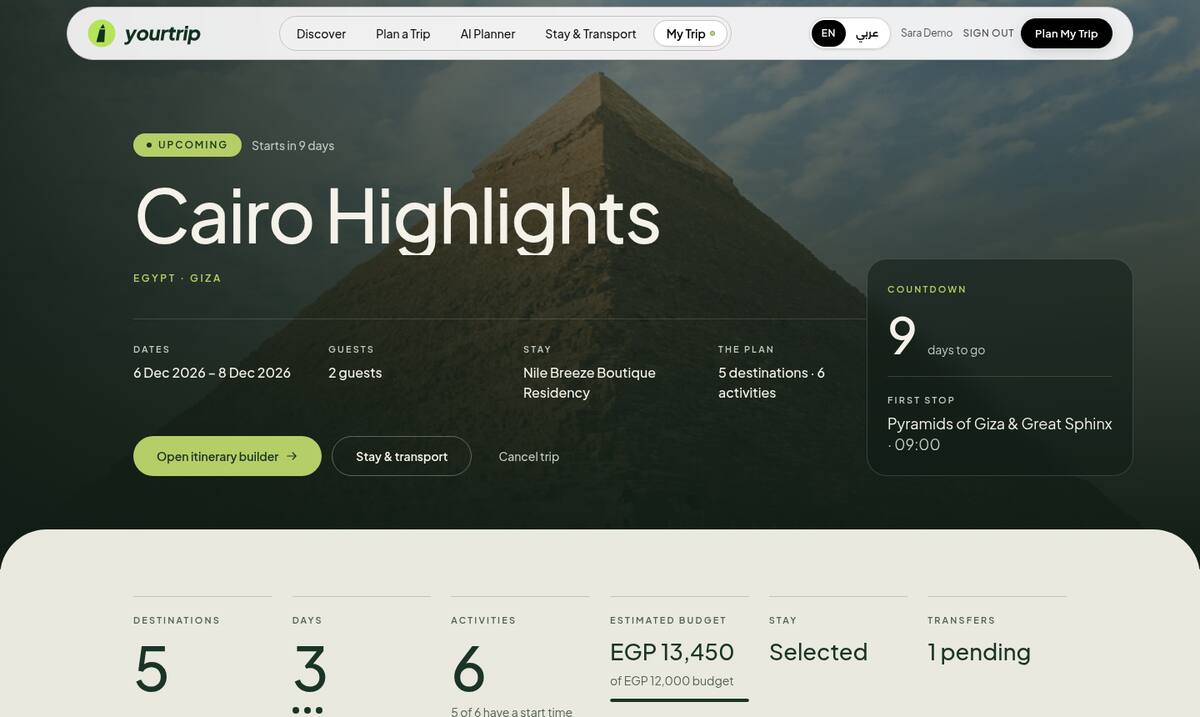 yourtrip
Discover
Plan a Trip
AI Planner
Stay & Transport
My Trip
EN
عربي
Sara Demo
SIGN OUT
Plan My Trip
UPCOMING
Starts in 9 days
Cairo Highlights
EGYPT · GIZA
DATES
6 Dec 2026 – 8 Dec 2026
GUESTS
2 guests
STAY
Nile Breeze Boutique
Residency
THE PLAN
5 destinations · 6
activities
Open itinerary builder →
Stay & transport
Cancel trip
COUNTDOWN
9 days to go
FIRST STOP
Pyramids of Giza & Great Sphinx
· 09:00
DESTINATIONS
5
DAYS
3
ACTIVITIES
6
5 of 6 have a start time
ESTIMATED BUDGET
EGP 13,450
of EGP 12,000 budget
STAY
Selected
TRANSFERS
1 pending